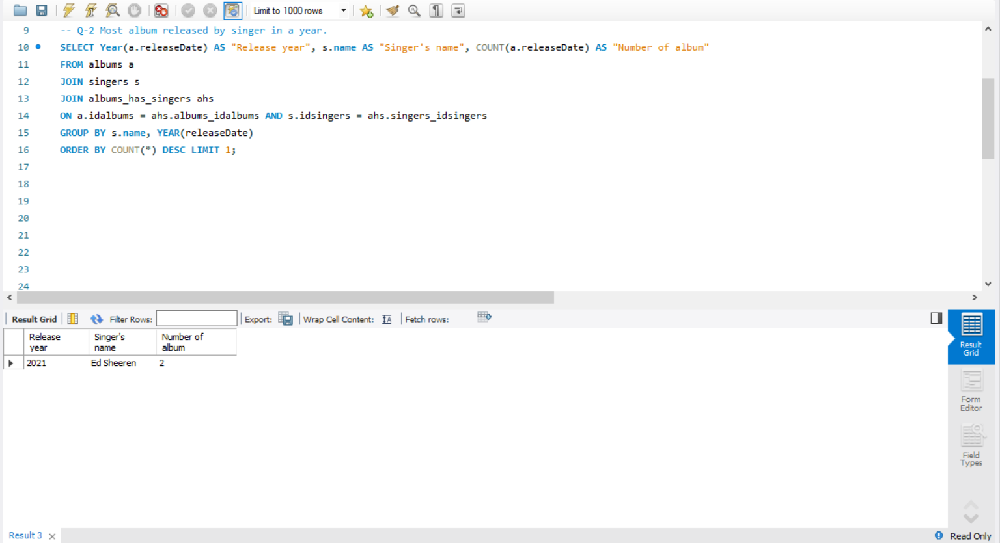 Limit to 1000 rows
9 -- Q-2 Most album released by singer in a year.
10 SELECT Year(a.releaseDate) AS "Release year", s.name AS "Singer's name", COUNT(a.releaseDate) AS "Number of album"
11 FROM albums a
12 JOIN singers s
13 JOIN albums_has_singers ahs
14 ON a.idalbums = ahs.albums_idalbums AND s.idsingers = ahs.singers_idsingers
15 GROUP BY s.name, YEAR(releaseDate)
16 ORDER BY COUNT(*) DESC LIMIT 1;
17
18
19
20
21
22
23
24
Result Grid Filter Rows: Export: Wrap Cell Content: Fetch rows:
Release year Singer's name Number of album
2021 Ed Sheeren 2
Result Grid
Form Editor
Field Types
Result 3 Read Only